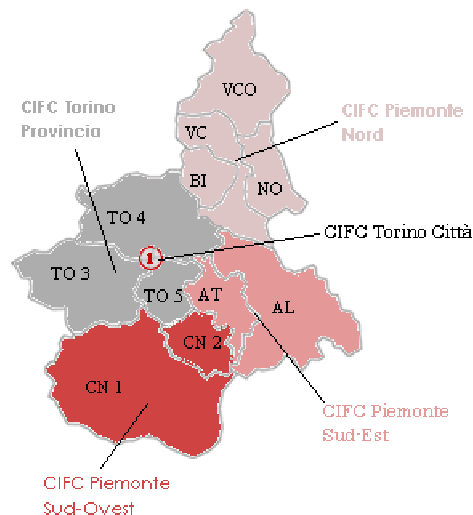 VCO
CIFC Torino
Provincia
CIFC Piemonte
Nord
VC
BI
NO
TO 4
CIFC Torino Città
1
TO 3
TO 5
AT
AL
CN 2
CN 1
CIFC Piemonte
Sud-Est
CIFC Piemonte
Sud-Ovest